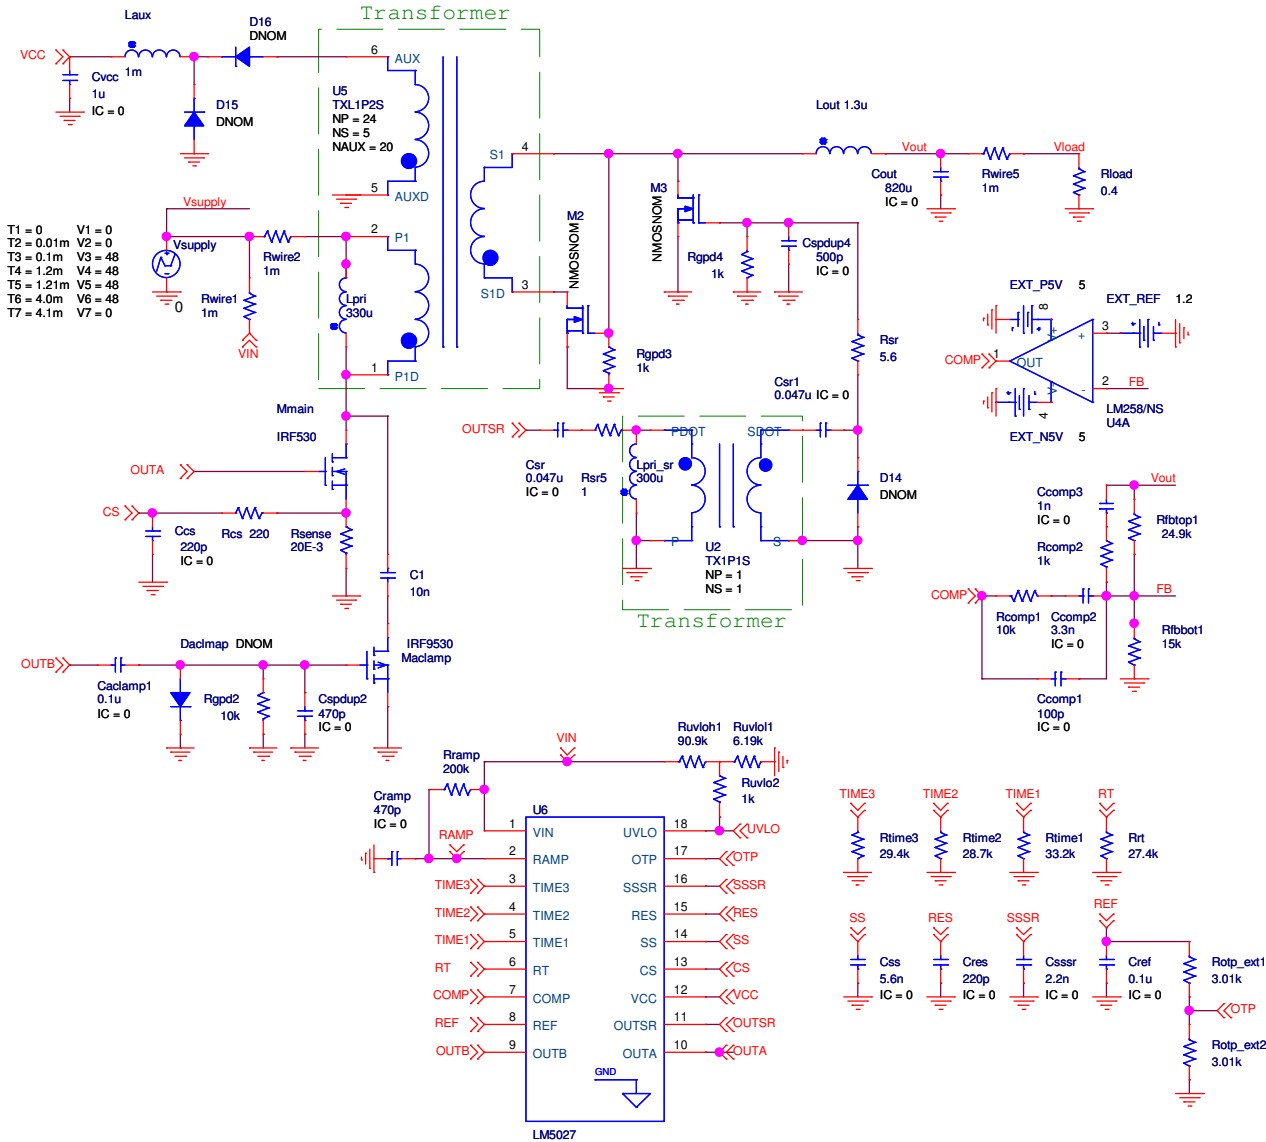 Transformer
Laux
D16
DNOM
VCC
1m
Cvcc
1u
IC = 0
D15
DNOM
6
AUX
U5
TXL1P2S
NP = 24
NS = 5
NAUX = 20
5
AUXD
S1
4
Lout 1.3u
Vout
Vload
Rwire5
1m
Cout
820u
IC = 0
Rload
0.4
M3
NMOSNOM
M2
NMOSNOM
Rgpd4
1k
Cspdup4
500p
IC = 0
Vsupply
T1 = 0 V1 = 0
T2 = 0.01m V2 = 0
T3 = 0.1m V3 = 48
T4 = 1.2m V4 = 48
T5 = 1.21m V5 = 48
T6 = 4.0m V6 = 48
T7 = 4.1m V7 = 0
Vsupply
0
Rwire2
1m
Rwire1
1m
VIN
2
P1
Lpri
330u
S1D
3
1
P1D
Rgpd3
1k
Rsr
5.6
EXT_P5V 5
EXT_REF 1.2
8
V+
3
+
COMP
1
OUT
2
-
FB
V-
4
LM258/NS
U4A
EXT_N5V 5
Mmain
IRF530
OUTA
CS
Ccs
220p
IC = 0
Rcs 220
Rsense
20E-3
C1
10n
OUTSR
Csr
0.047u
IC = 0
Rsr5
1
Lpri_sr
300u
PDOT
SDOT
P
S
Csr1
0.047u IC = 0
D14
DNOM
U2
TX1P1S
NP = 1
NS = 1
Transformer
Vout
Ccomp3
1n
IC = 0
Rfbtop1
24.9k
Rcomp2
1k
COMP
FB
Rcomp1
10k
Ccomp2
3.3n
IC = 0
Rfbbot1
15k
Ccomp1
100p
IC = 0
OUTB
Daclmap DNOM
IRF9530
Maclamp
Caclamp1
0.1u
IC = 0
Rgpd2
10k
Cspdup2
470p
IC = 0
VIN
Ruvloh1
90.9k
Ruvlol1
6.19k
Rramp
200k
Ruvlo2
1k
Cramp
470p
IC = 0
RAMP
U6
1 VIN UVLO 18 UVLO
2 RAMP OTP 17 OTP
TIME3 3 TIME3 SSSR 16 SSSR
TIME2 4 TIME2 RES 15 RES
TIME1 5 TIME1 SS 14 SS
RT 6 RT CS 13 CS
COMP 7 COMP VCC 12 VCC
REF 8 REF OUTSR 11 OUTSR
OUTB 9 OUTB OUTA 10 OUTA
GND
LM5027
TIME3
TIME2
TIME1
RT
Rtime3
29.4k
Rtime2
28.7k
Rtime1
33.2k
Rrt
27.4k
SS
RES
SSSR
REF
Css
5.6n
IC = 0
Cres
220p
IC = 0
Csssr
2.2n
IC = 0
Cref
0.1u
IC = 0
Rotp_ext1
3.01k
OTP
Rotp_ext2
3.01k